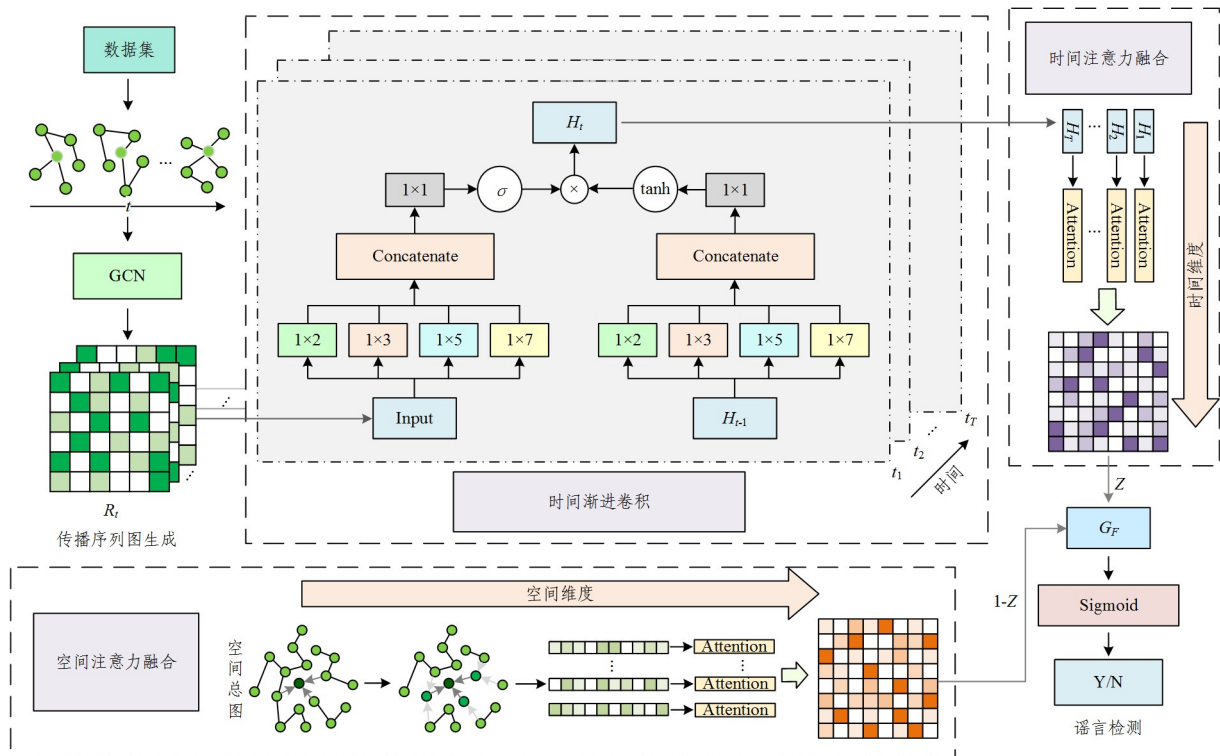 数据集
t
GCN
R_t
传播序列图生成
H_t
1×1
σ
×
tanh
1×1
Concatenate
Concatenate
1×2
1×3
1×5
1×7
1×2
1×3
1×5
1×7
Input
H_{t-1}
t_1
t_2
...
t_T
时间
时间渐进卷积
时间注意力融合
H_T
...
H_2
H_1
Attention
...
Attention
Attention
时间维度
Z
G_F
1-Z
Sigmoid
Y/N
谣言检测
空间注意力融合
空间维度
空间总图
Attention
Attention
Attention